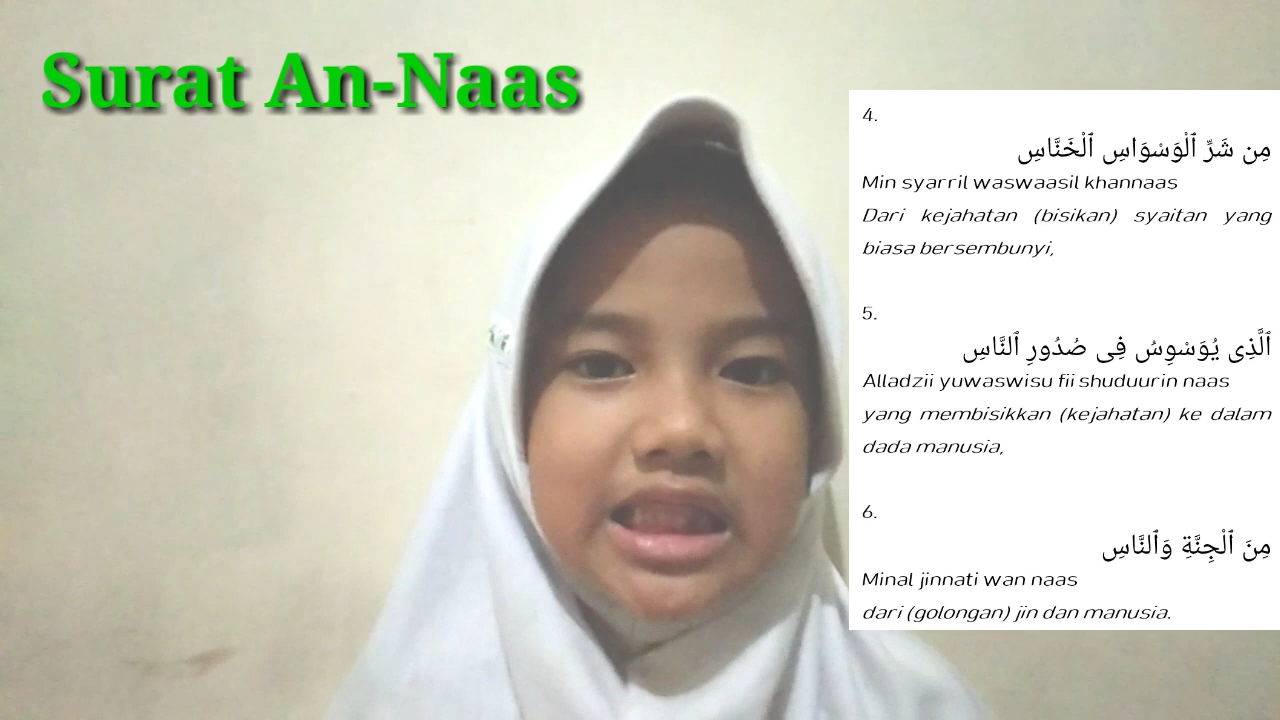 Surat An-Naas
4.
مِن شَرِّ ٱلْوَسْوَاسِ ٱلْخَنَّاسِ
Min syarril waswaasil khannaas
Dari kejahatan (bisikan) syaitan yang
biasa bersembunyi,
5.
ٱلَّذِى يُوَسْوِسُ فِى صُدُورِ ٱلنَّاسِ
Alladzii yuwaswisu fii shuduurin naas
yang membisikkan (kejahatan) ke dalam
dada manusia,
6.
مِنَ ٱلْجِنَّةِ وَٱلنَّاسِ
Minal jinnati wan naas
dari (golongan) jin dan manusia.